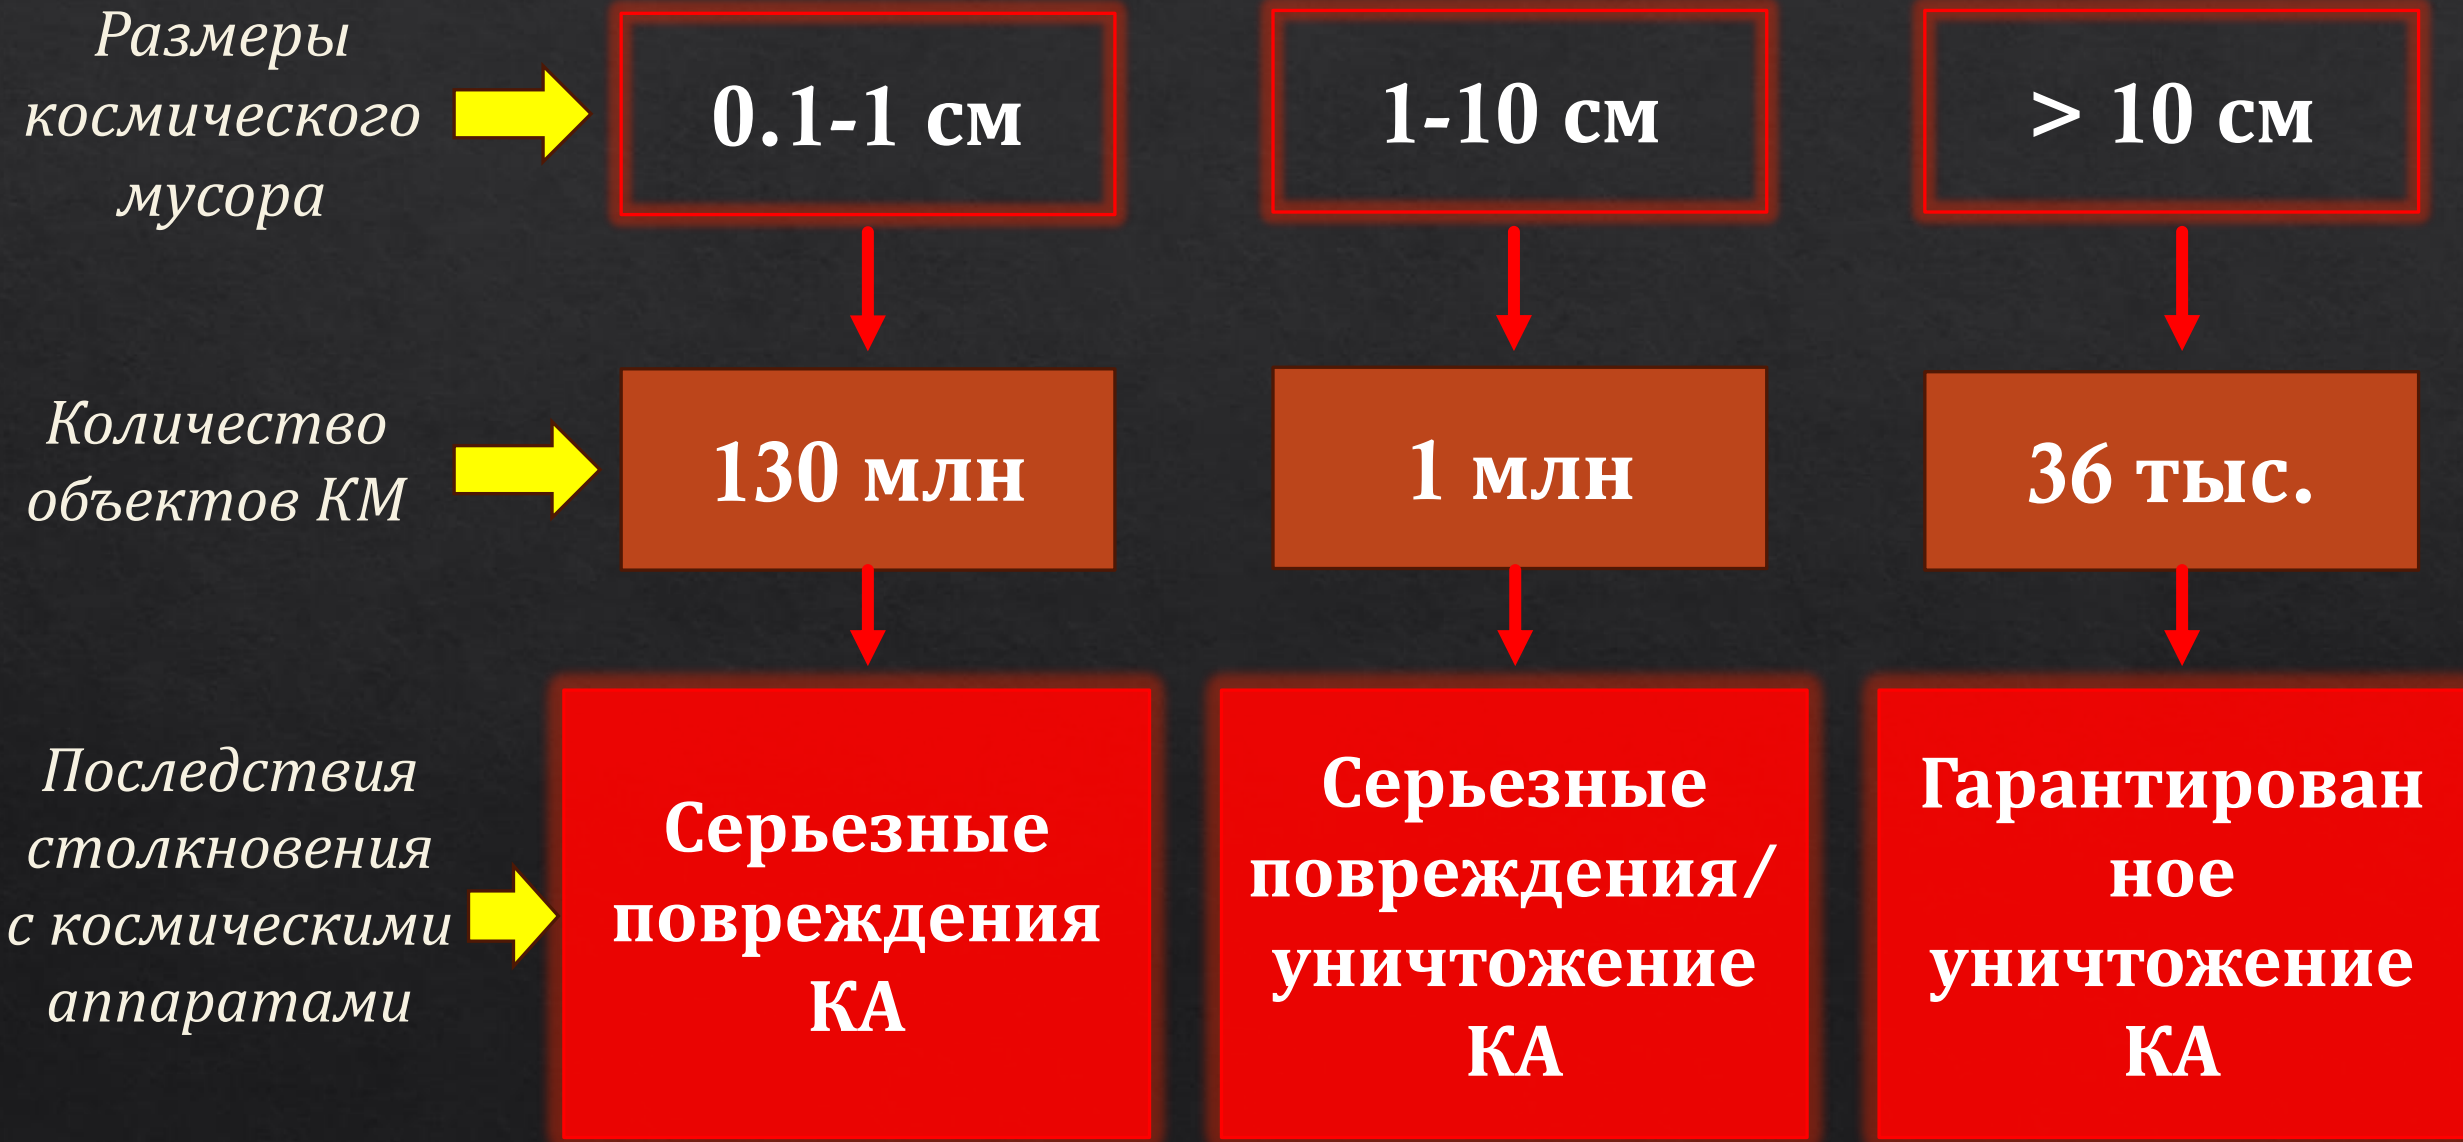 Размеры
космического
мусора
0.1-1 см
1-10 см
> 10 см
Количество
объектов КМ
130 млн
1 млн
36 тыс.
Последствия
столкновения
с космическими
аппаратами
Серьезные
повреждения
КА
Серьезные
повреждения/
уничтожение
КА
Гарантирован
ное
уничтожение
КА